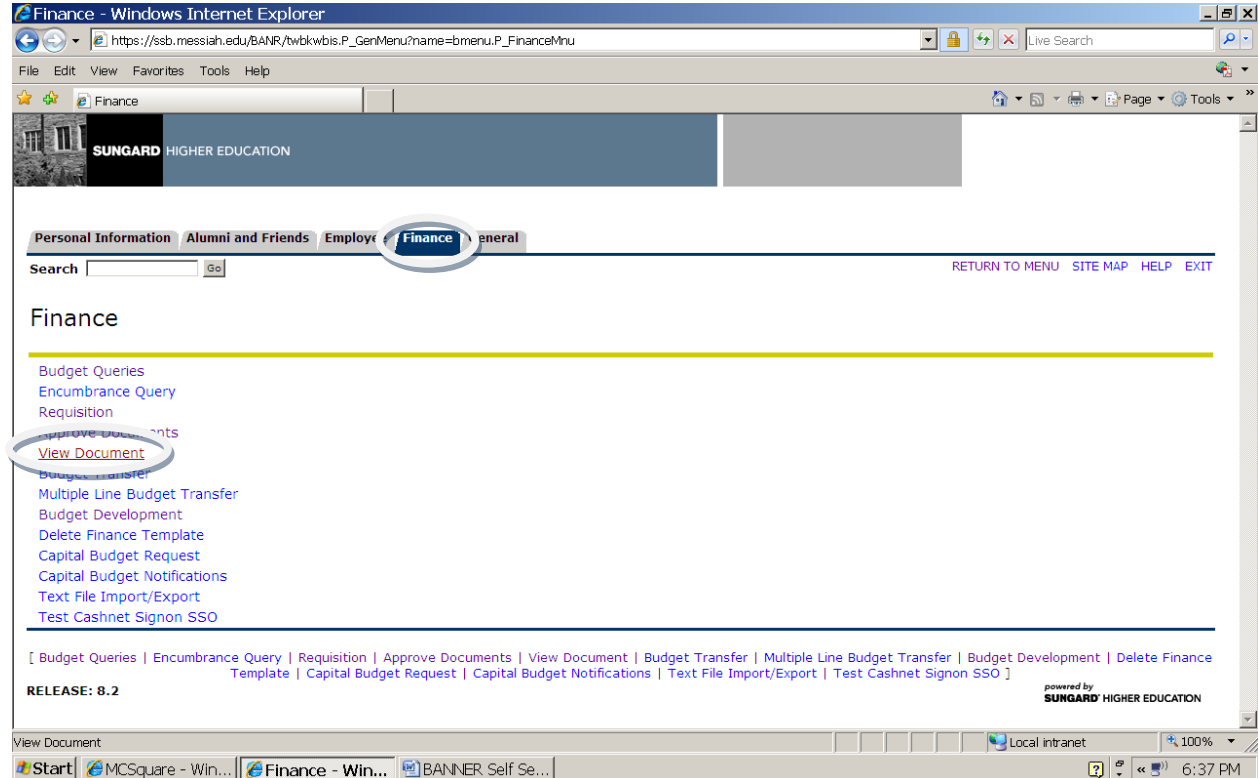 Finance - Windows Internet Explorer
https://ssb.messiah.edu/BANR/twbkwbis.P_GenMenu?name=bmenu.P_FinanceMnu
Live Search
File Edit View Favorites Tools Help
Finance
Page Tools »
SUNGARD HIGHER EDUCATION
Personal Information Alumni and Friends Finance
Search Go RETURN TO MENU SITE MAP HELP EXIT
Finance
Budget Queries
Encumbrance Query
Requisition
Approve Documents
View Document
Budget Transfer
Multiple Line Budget Transfer
Budget Development
Delete Finance Template
Capital Budget Request
Capital Budget Notifications
Text File Import/Export
Test Cashnet Signon SSO
[ Budget Queries | Encumbrance Query | Requisition | Approve Documents | View Document | Budget Transfer | Multiple Line Budget Transfer | Budget Development | Delete Finance
Template | Capital Budget Request | Capital Budget Notifications | Text File Import/Export | Test Cashnet Signon SSO ]
RELEASE: 8.2
powered by
SUNGARD HIGHER EDUCATION
View Document Local intranet 100%
Start MCSquare - Win... Finance - Win... BANNER Self Se... « 6:37 PM